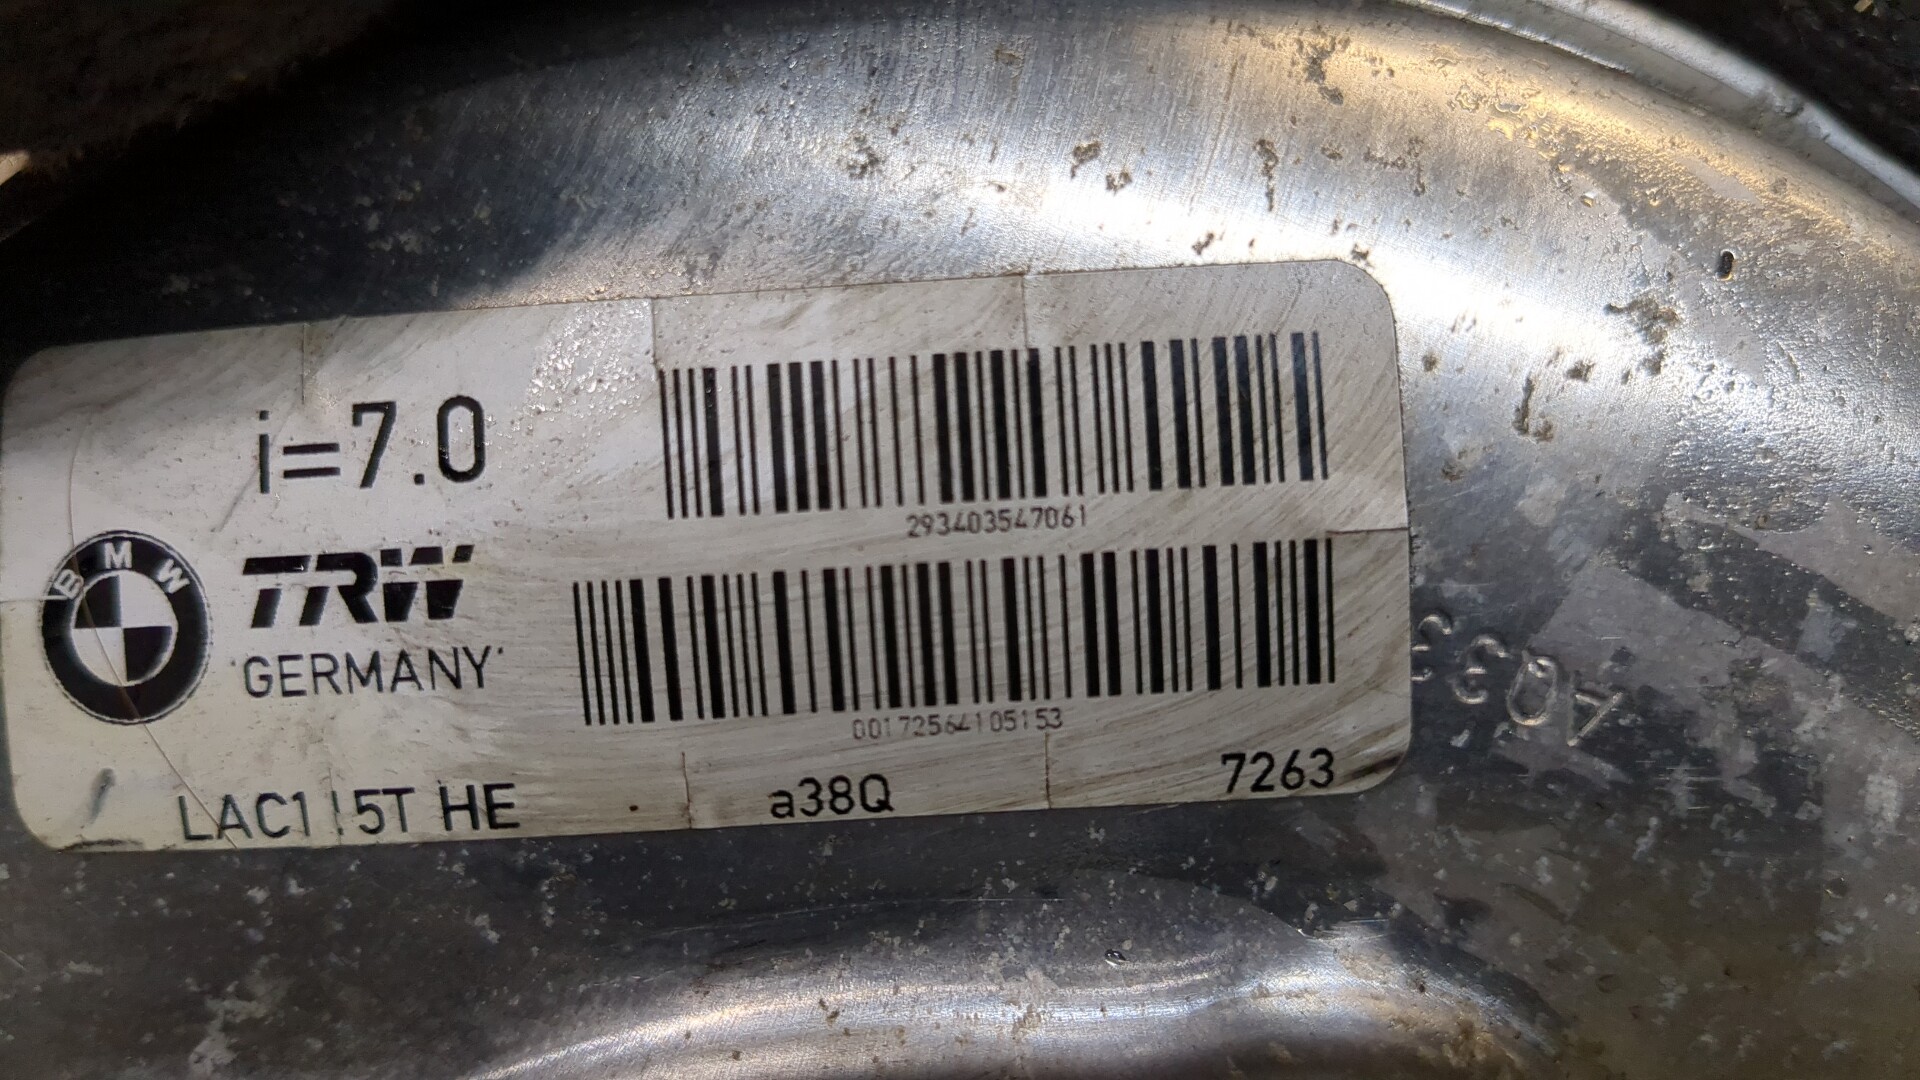 i=7.0
293403547061
BMW
TRW
GERMANY
00172564105153
LAC115T HE
a38Q
7263